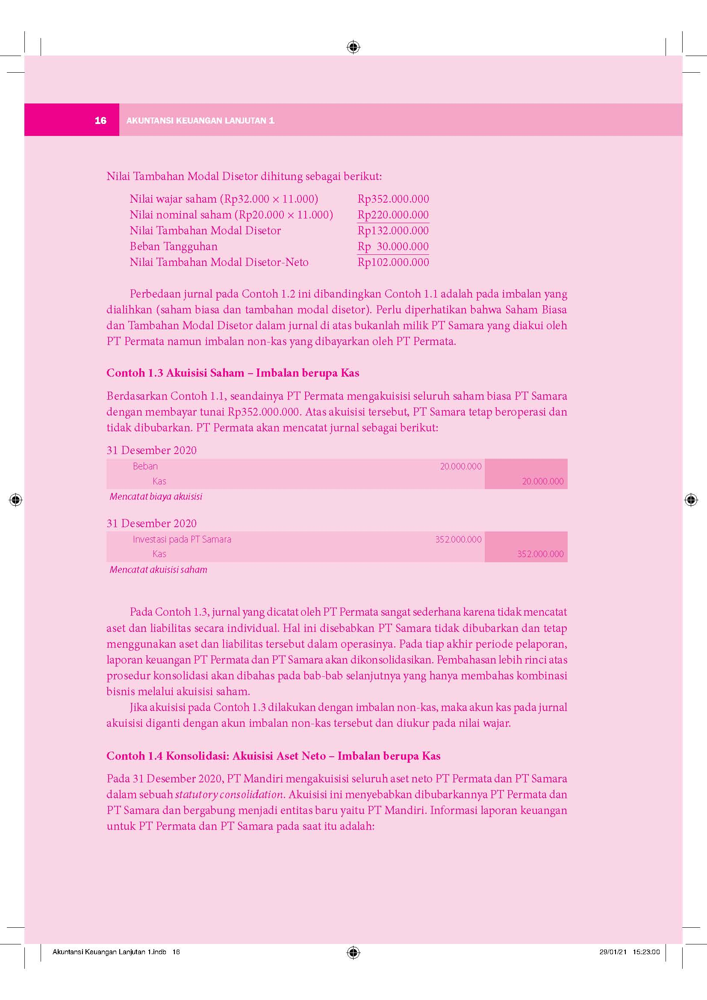 16 AKUNTANSI KEUANGAN LANJUTAN 1
Nilai Tambahan Modal Disetor dihitung sebagai berikut:
Nilai wajar saham (Rp32.000 × 11.000) Rp352.000.000
Nilai nominal saham (Rp20.000 × 11.000) Rp220.000.000
Nilai Tambahan Modal Disetor Rp132.000.000
Beban Tangguhan Rp 30.000.000
Nilai Tambahan Modal Disetor-Neto Rp102.000.000
Perbedaan jurnal pada Contoh 1.2 ini dibandingkan Contoh 1.1 adalah pada imbalan yang
dialihkan (saham biasa dan tambahan modal disetor). Perlu diperhatikan bahwa Saham Biasa
dan Tambahan Modal Disetor dalam jurnal di atas bukanlah milik PT Samara yang diakui oleh
PT Permata namun imbalan non-kas yang dibayarkan oleh PT Permata.
Contoh 1.3 Akuisisi Saham – Imbalan berupa Kas
Berdasarkan Contoh 1.1, seandainya PT Permata mengakuisisi seluruh saham biasa PT Samara
dengan membayar tunai Rp352.000.000. Atas akuisisi tersebut, PT Samara tetap beroperasi dan
tidak dibubarkan. PT Permata akan mencatat jurnal sebagai berikut:
31 Desember 2020
Beban 20.000.000
Kas 20.000.000
Mencatat biaya akuisisi
31 Desember 2020
Investasi pada PT Samara 352.000.000
Kas 352.000.000
Mencatat akuisisi saham
Pada Contoh 1.3, jurnal yang dicatat oleh PT Permata sangat sederhana karena tidak mencatat
aset dan liabilitas secara individual. Hal ini disebabkan PT Samara tidak dibubarkan dan tetap
menggunakan aset dan liabilitas tersebut dalam operasinya. Pada tiap akhir periode pelaporan,
laporan keuangan PT Permata dan PT Samara akan dikonsolidasikan. Pembahasan lebih rinci atas
prosedur konsolidasi akan dibahas pada bab-bab selanjutnya yang hanya membahas kombinasi
bisnis melalui akuisisi saham.
Jika akuisisi pada Contoh 1.3 dilakukan dengan imbalan non-kas, maka akun kas pada jurnal
akuisisi diganti dengan akun imbalan non-kas tersebut dan diukur pada nilai wajar.
Contoh 1.4 Konsolidasi: Akuisisi Aset Neto – Imbalan berupa Kas
Pada 31 Desember 2020, PT Mandiri mengakuisisi seluruh aset neto PT Permata dan PT Samara
dalam sebuah statutory consolidation. Akuisisi ini menyebabkan dibubarkannya PT Permata dan
PT Samara dan bergabung menjadi entitas baru yaitu PT Mandiri. Informasi laporan keuangan
untuk PT Permata dan PT Samara pada saat itu adalah:
Akuntansi Keuangan Lanjutan 1.indb 16 29/01/21 15:23:00